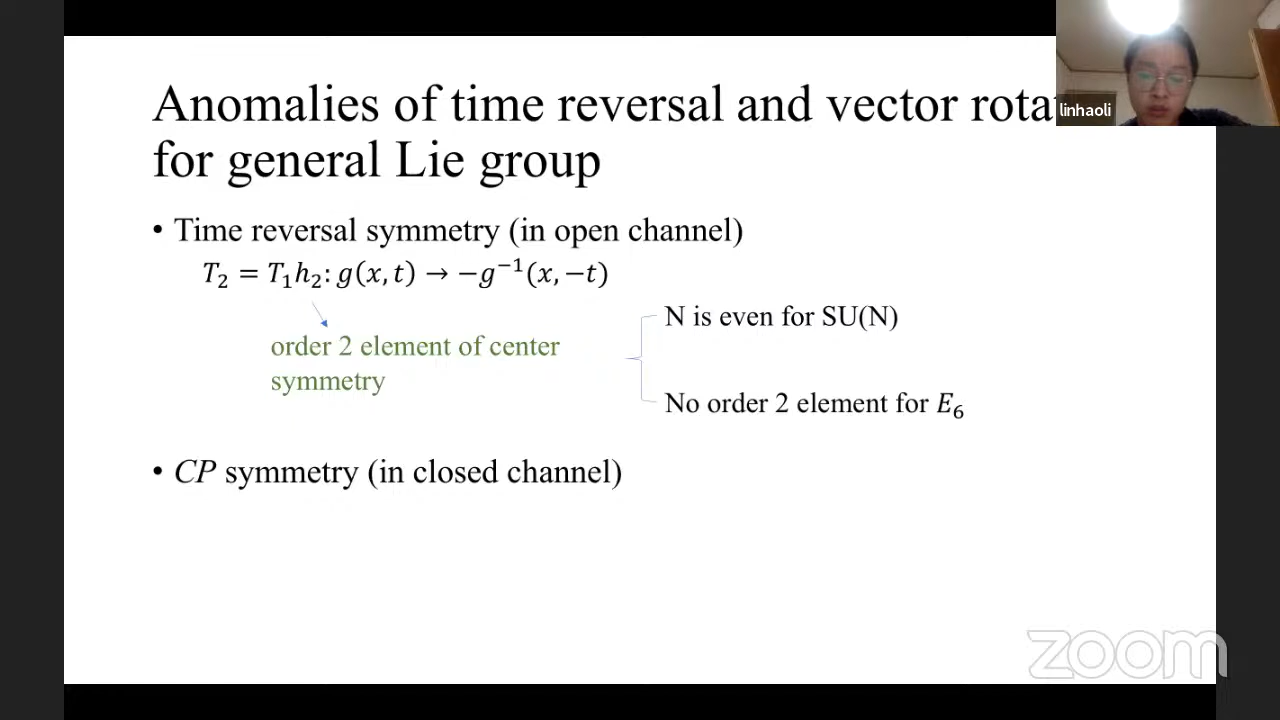 Anomalies of time reversal and vector rota
for general Lie group
• Time reversal symmetry (in open channel)
T₂ = T₁h₂: g(x, t) → −g⁻¹(x, −t)
order 2 element of center
symmetry
N is even for SU(N)
No order 2 element for E₆
• CP symmetry (in closed channel)
linhaoli
zoom